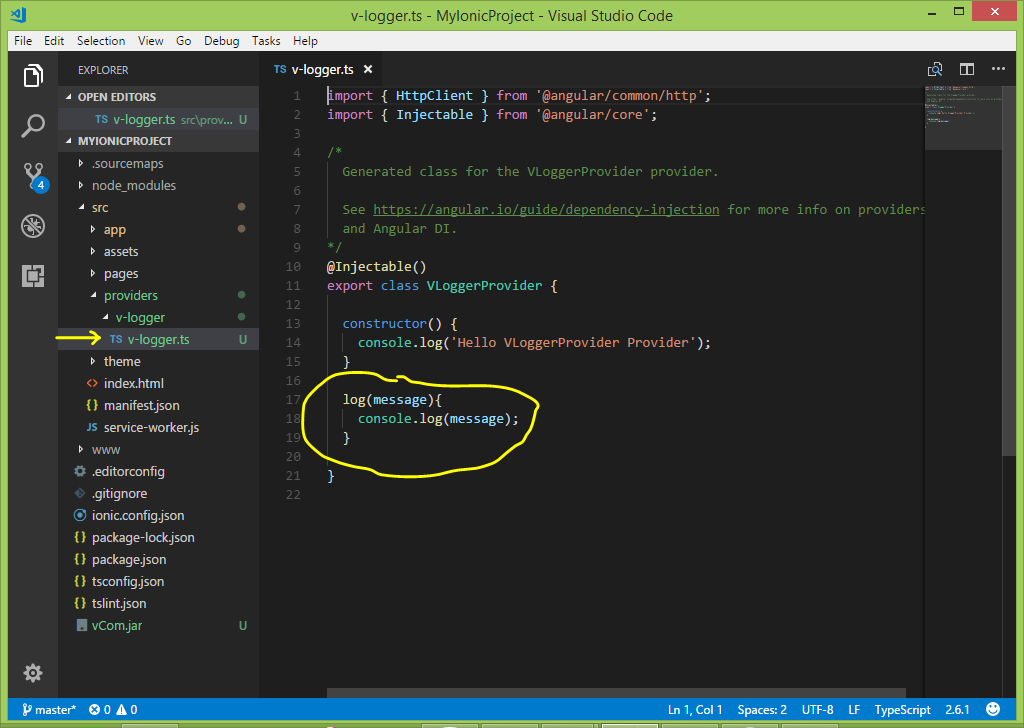 v-logger.ts - MyIonicProject - Visual Studio Code
File Edit Selection View Go Debug Tasks Help
EXPLORER
OPEN EDITORS
TS v-logger.ts src\prov... U
MYIONICPROJECT
.sourcemaps
node_modules
src
app
assets
pages
providers
v-logger
TS v-logger.ts U
theme
<> index.html
{} manifest.json
JS service-worker.js
www
.editorconfig
.gitignore
ionic.config.json
{} package-lock.json
{} package.json
{} tsconfig.json
{} tslint.json
vCom.jar U
4
TS v-logger.ts ×
1 import { HttpClient } from '@angular/common/http';
2 import { Injectable } from '@angular/core';
3
4 /*
5 Generated class for the VLoggerProvider provider.
6
7 See https://angular.io/guide/dependency-injection for more info on providers
8 and Angular DI.
9 */
10 @Injectable()
11 export class VLoggerProvider {
12
13 constructor() {
14 console.log('Hello VLoggerProvider Provider');
15 }
16
17 log(message){
18 console.log(message);
19 }
20
21 }
22
master* 0 0 Ln 1, Col 1 Spaces: 2 UTF-8 LF TypeScript 2.6.1